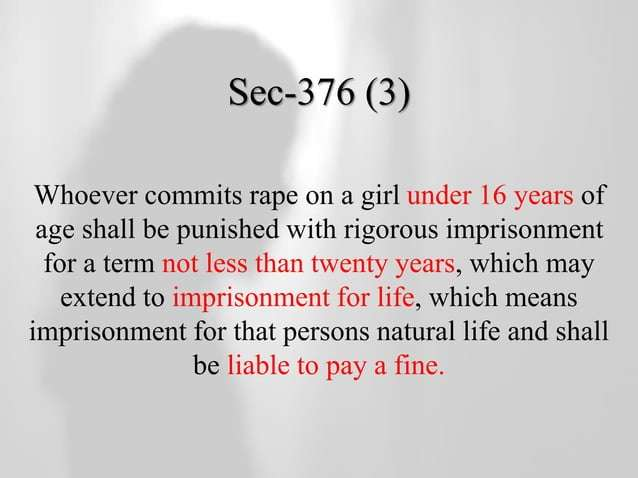 Sec-376 (3)
Whoever commits rape on a girl under 16 years of
age shall be punished with rigorous imprisonment
for a term not less than twenty years, which may
extend to imprisonment for life, which means
imprisonment for that persons natural life and shall
be liable to pay a fine.